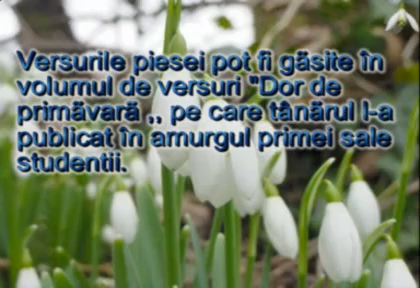 Versurile piesei pot fi găsite în
volumul de versuri "Dor de
primăvară ,, pe care tânărul l-a
publicat în amurgul primei sale
studentii.